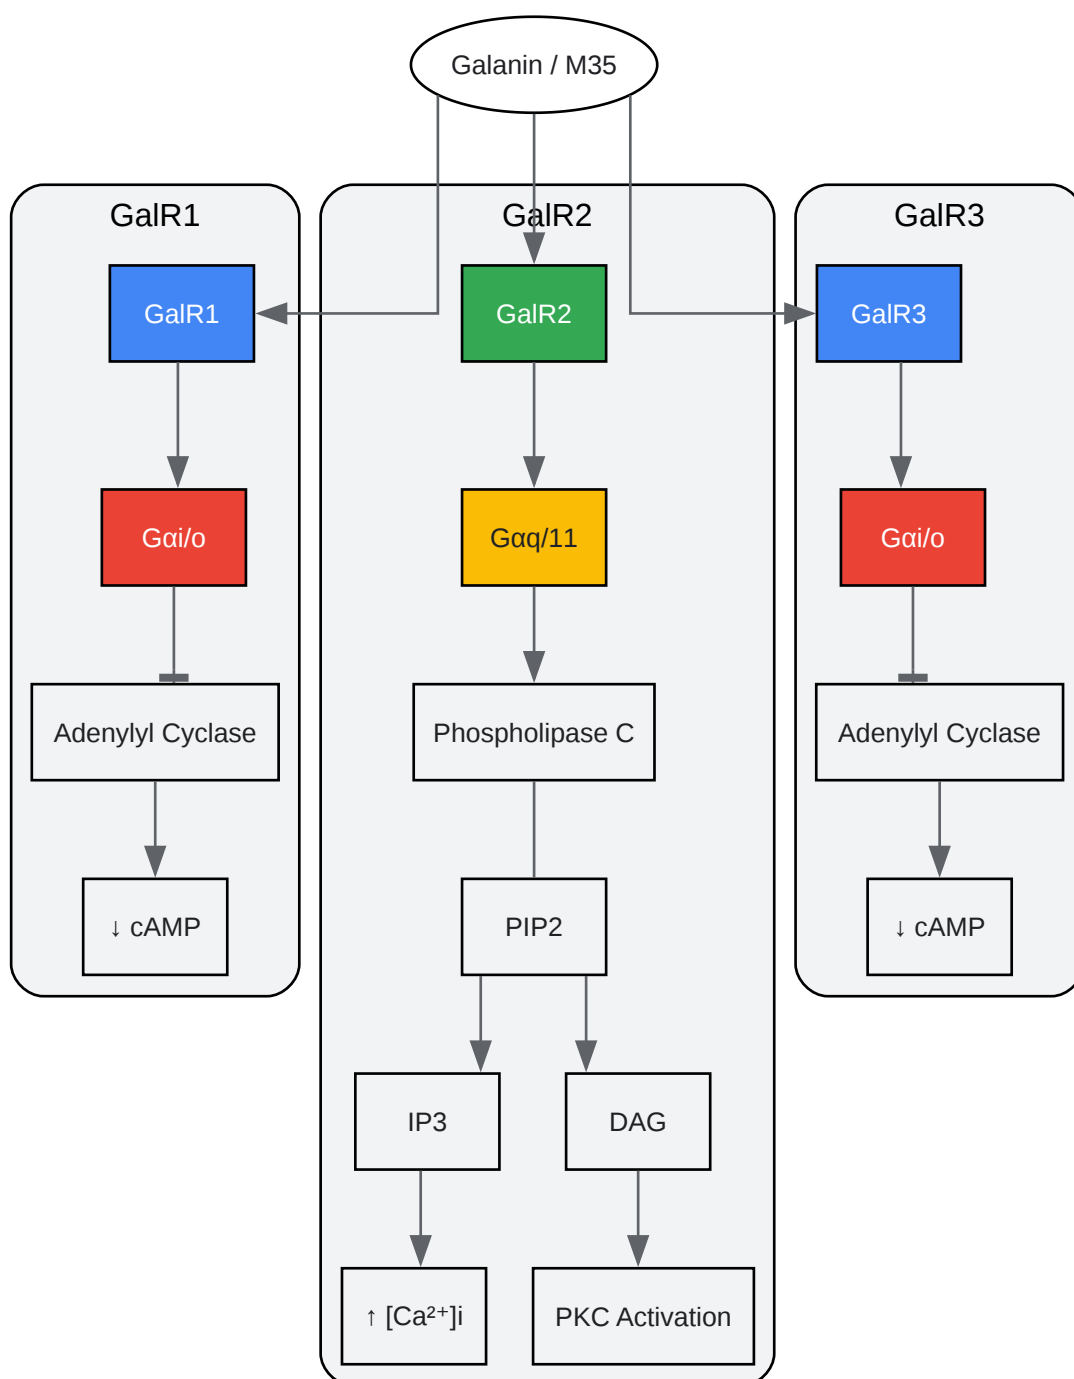 Galanin / M35
GalR1
GalR1
Gαi/o
Adenylyl Cyclase
↓ cAMP
GalR2
GalR2
Gαq/11
Phospholipase C
PIP2
IP3
DAG
↑ [Ca²⁺]i
PKC Activation
GalR3
GalR3
Gαi/o
Adenylyl Cyclase
↓ cAMP